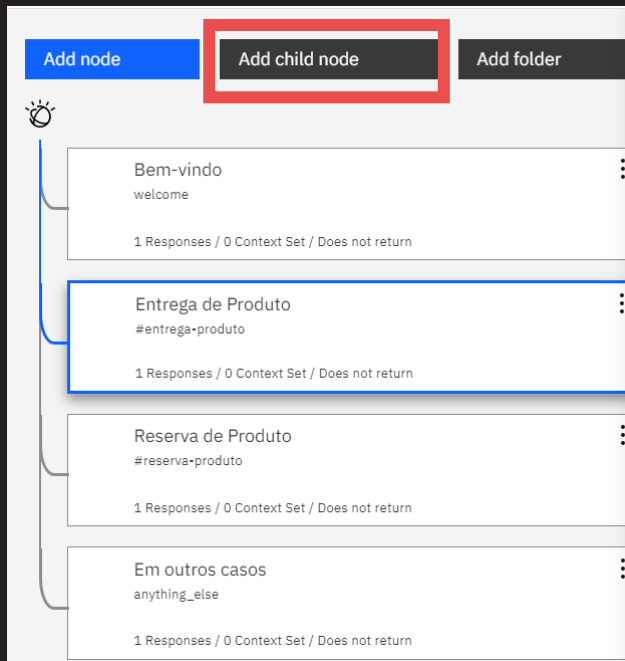 Add node Add child node Add folder
Bem-vindo
welcome
1 Responses / 0 Context Set / Does not return
Entrega de Produto
#entrega-produto
1 Responses / 0 Context Set / Does not return
Reserva de Produto
#reserva-produto
1 Responses / 0 Context Set / Does not return
Em outros casos
anything_else
1 Responses / 0 Context Set / Does not return